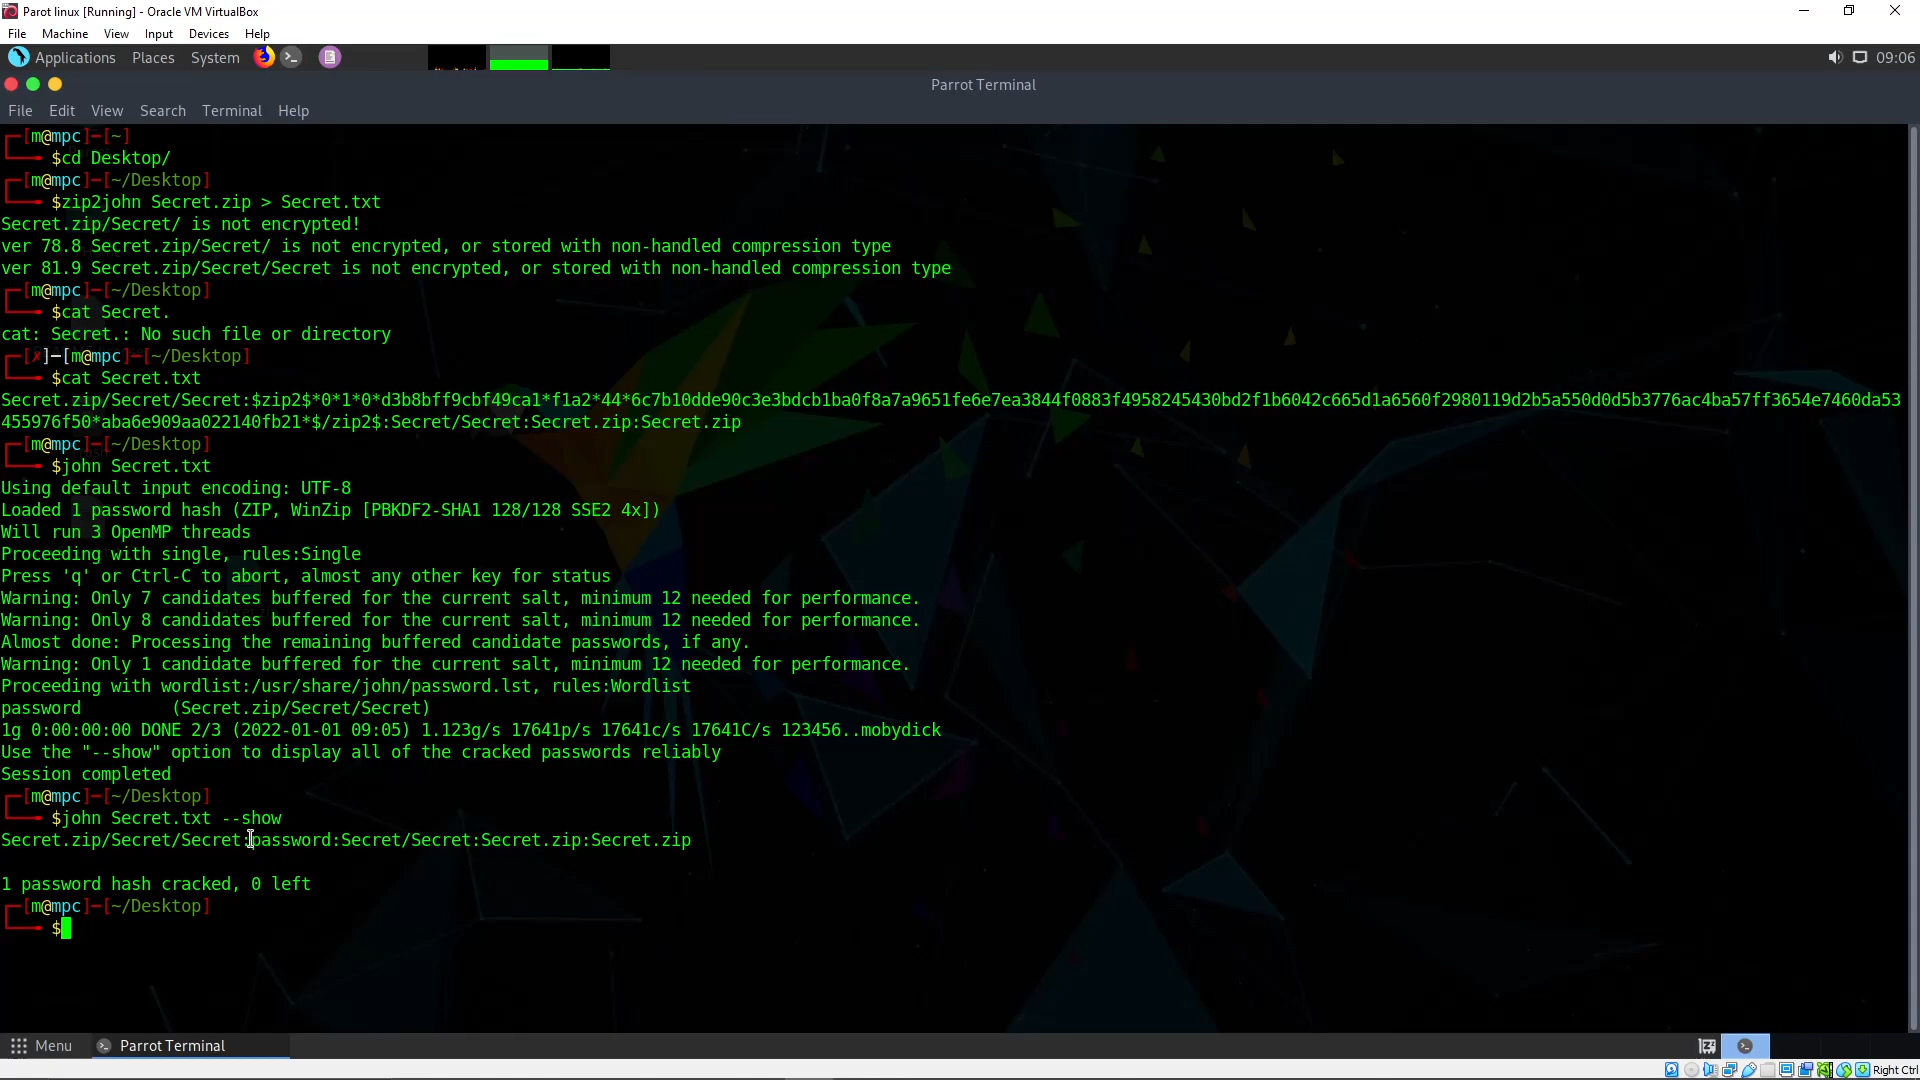 Parot linux [Running] - Oracle VM VirtualBox
File Machine View Input Devices Help
Applications Places System 09:06
Parrot Terminal
File Edit View Search Terminal Help
┌─[m@mpc]─[~]
└──╼ $cd Desktop/
┌─[m@mpc]─[~/Desktop]
└──╼ $zip2john Secret.zip > Secret.txt
Secret.zip/Secret/ is not encrypted!
ver 78.8 Secret.zip/Secret/ is not encrypted, or stored with non-handled compression type
ver 81.9 Secret.zip/Secret/Secret is not encrypted, or stored with non-handled compression type
┌─[m@mpc]─[~/Desktop]
└──╼ $cat Secret.
cat: Secret.: No such file or directory
┌─[✗]─[m@mpc]─[~/Desktop]
└──╼ $cat Secret.txt
Secret.zip/Secret/Secret:$zip2$*0*1*0*d3b8bff9cbf49ca1*f1a2*44*6c7b10dde90c3e3bdcb1ba0f8a7a9651fe6e7ea3844f0883f4958245430bd2f1b6042c665d1a6560f2980119d2b5a550d0d5b3776ac4ba57ff3654e7460da53
455976f50*aba6e909aa022140fb21*$/zip2$:Secret/Secret:Secret.zip:Secret.zip
┌─[m@mpc]─[~/Desktop]
└──╼ $john Secret.txt
Using default input encoding: UTF-8
Loaded 1 password hash (ZIP, WinZip [PBKDF2-SHA1 128/128 SSE2 4x])
Will run 3 OpenMP threads
Proceeding with single, rules:Single
Press 'q' or Ctrl-C to abort, almost any other key for status
Warning: Only 7 candidates buffered for the current salt, minimum 12 needed for performance.
Warning: Only 8 candidates buffered for the current salt, minimum 12 needed for performance.
Almost done: Processing the remaining buffered candidate passwords, if any.
Warning: Only 1 candidate buffered for the current salt, minimum 12 needed for performance.
Proceeding with wordlist:/usr/share/john/password.lst, rules:Wordlist
password (Secret.zip/Secret/Secret)
1g 0:00:00:00 DONE 2/3 (2022-01-01 09:05) 1.123g/s 17641p/s 17641c/s 17641C/s 123456..mobydick
Use the "--show" option to display all of the cracked passwords reliably
Session completed
┌─[m@mpc]─[~/Desktop]
└──╼ $john Secret.txt --show
Secret.zip/Secret/Secret:password:Secret/Secret:Secret.zip:Secret.zip
1 password hash cracked, 0 left
┌─[m@mpc]─[~/Desktop]
└──╼ $
Menu Parrot Terminal
Right Ctrl